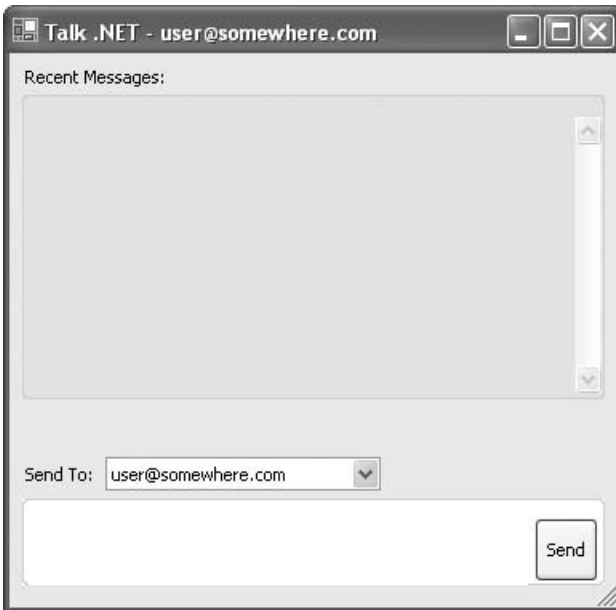 Talk .NET - user@somewhere.com
Recent Messages:
Send To: user@somewhere.com
Send